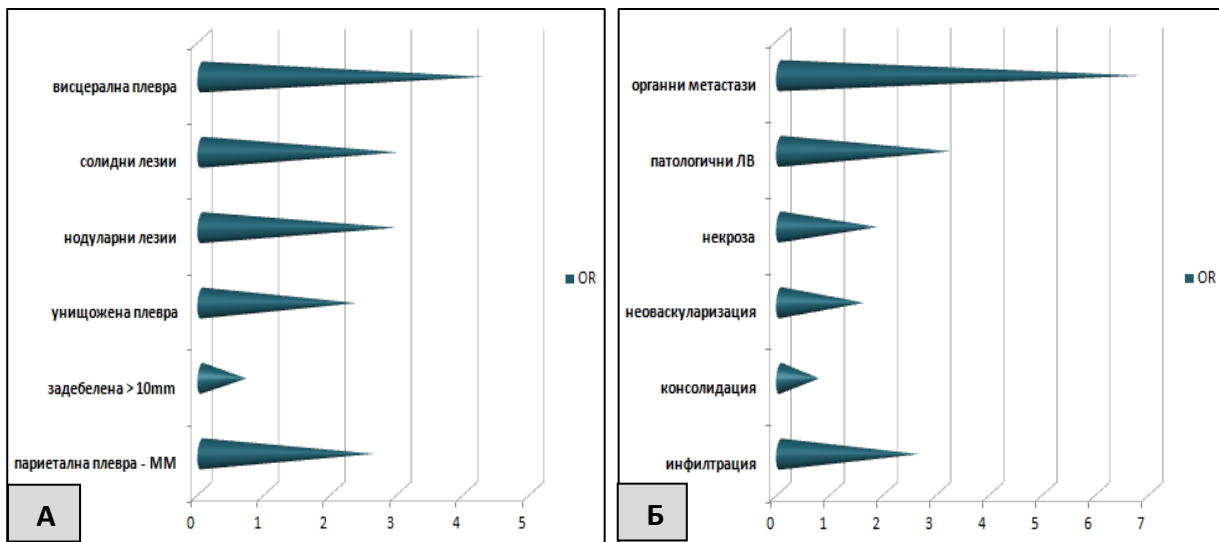 висцерална плевра
солидни лезии
нодуларни лезии
унищожена плевра
задебелена > 10mm
париетална плевра - ММ
0 1 2 3 4 5
OR
А
органни метастази
патологични ЛВ
некроза
неоваскуларизация
консолидация
инфилтрация
0 1 2 3 4 5 6 7
OR
Б